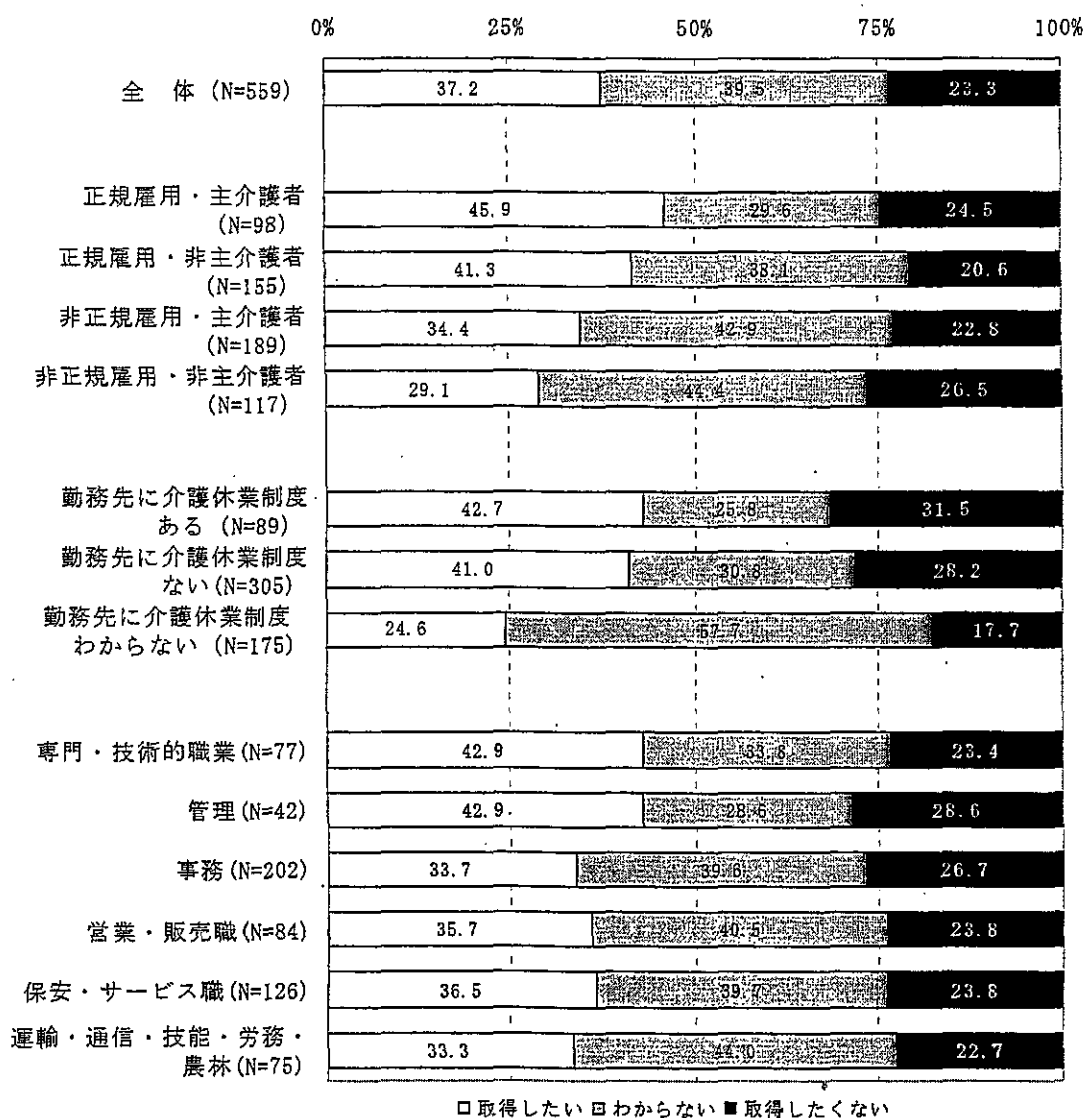 0% 25% 50% 75% 100%
全 体 (N=559) 37.2 39.5 23.3
正規雇用・主介護者
(N=98) 45.9 29.6 24.5
正規雇用・非主介護者
(N=155) 41.3 38.1 20.6
非正規雇用・主介護者
(N=189) 34.4 42.9 22.8
非正規雇用・非主介護者
(N=117) 29.1 44.4 26.5
勤務先に介護休業制度
ある (N=89) 42.7 25.8 31.5
勤務先に介護休業制度
ない(N=305) 41.0 30.8 28.2
勤務先に介護休業制度
わからない (N=175) 24.6 57.7 17.7
専門・技術的職業(N=77) 42.9 33.8 23.4
管理(N=42) 42.9 28.6 28.6
事務(N=202) 33.7 39.6 26.7
営業・販売職(N=84) 35.7 40.5 23.8
保安・サービス職(N=126) 36.5 39.7 23.8
運輸・通信・技能・労務・
農林(N=75) 33.3 44.0 22.7
□取得したい ▣わからない ■取得したくない